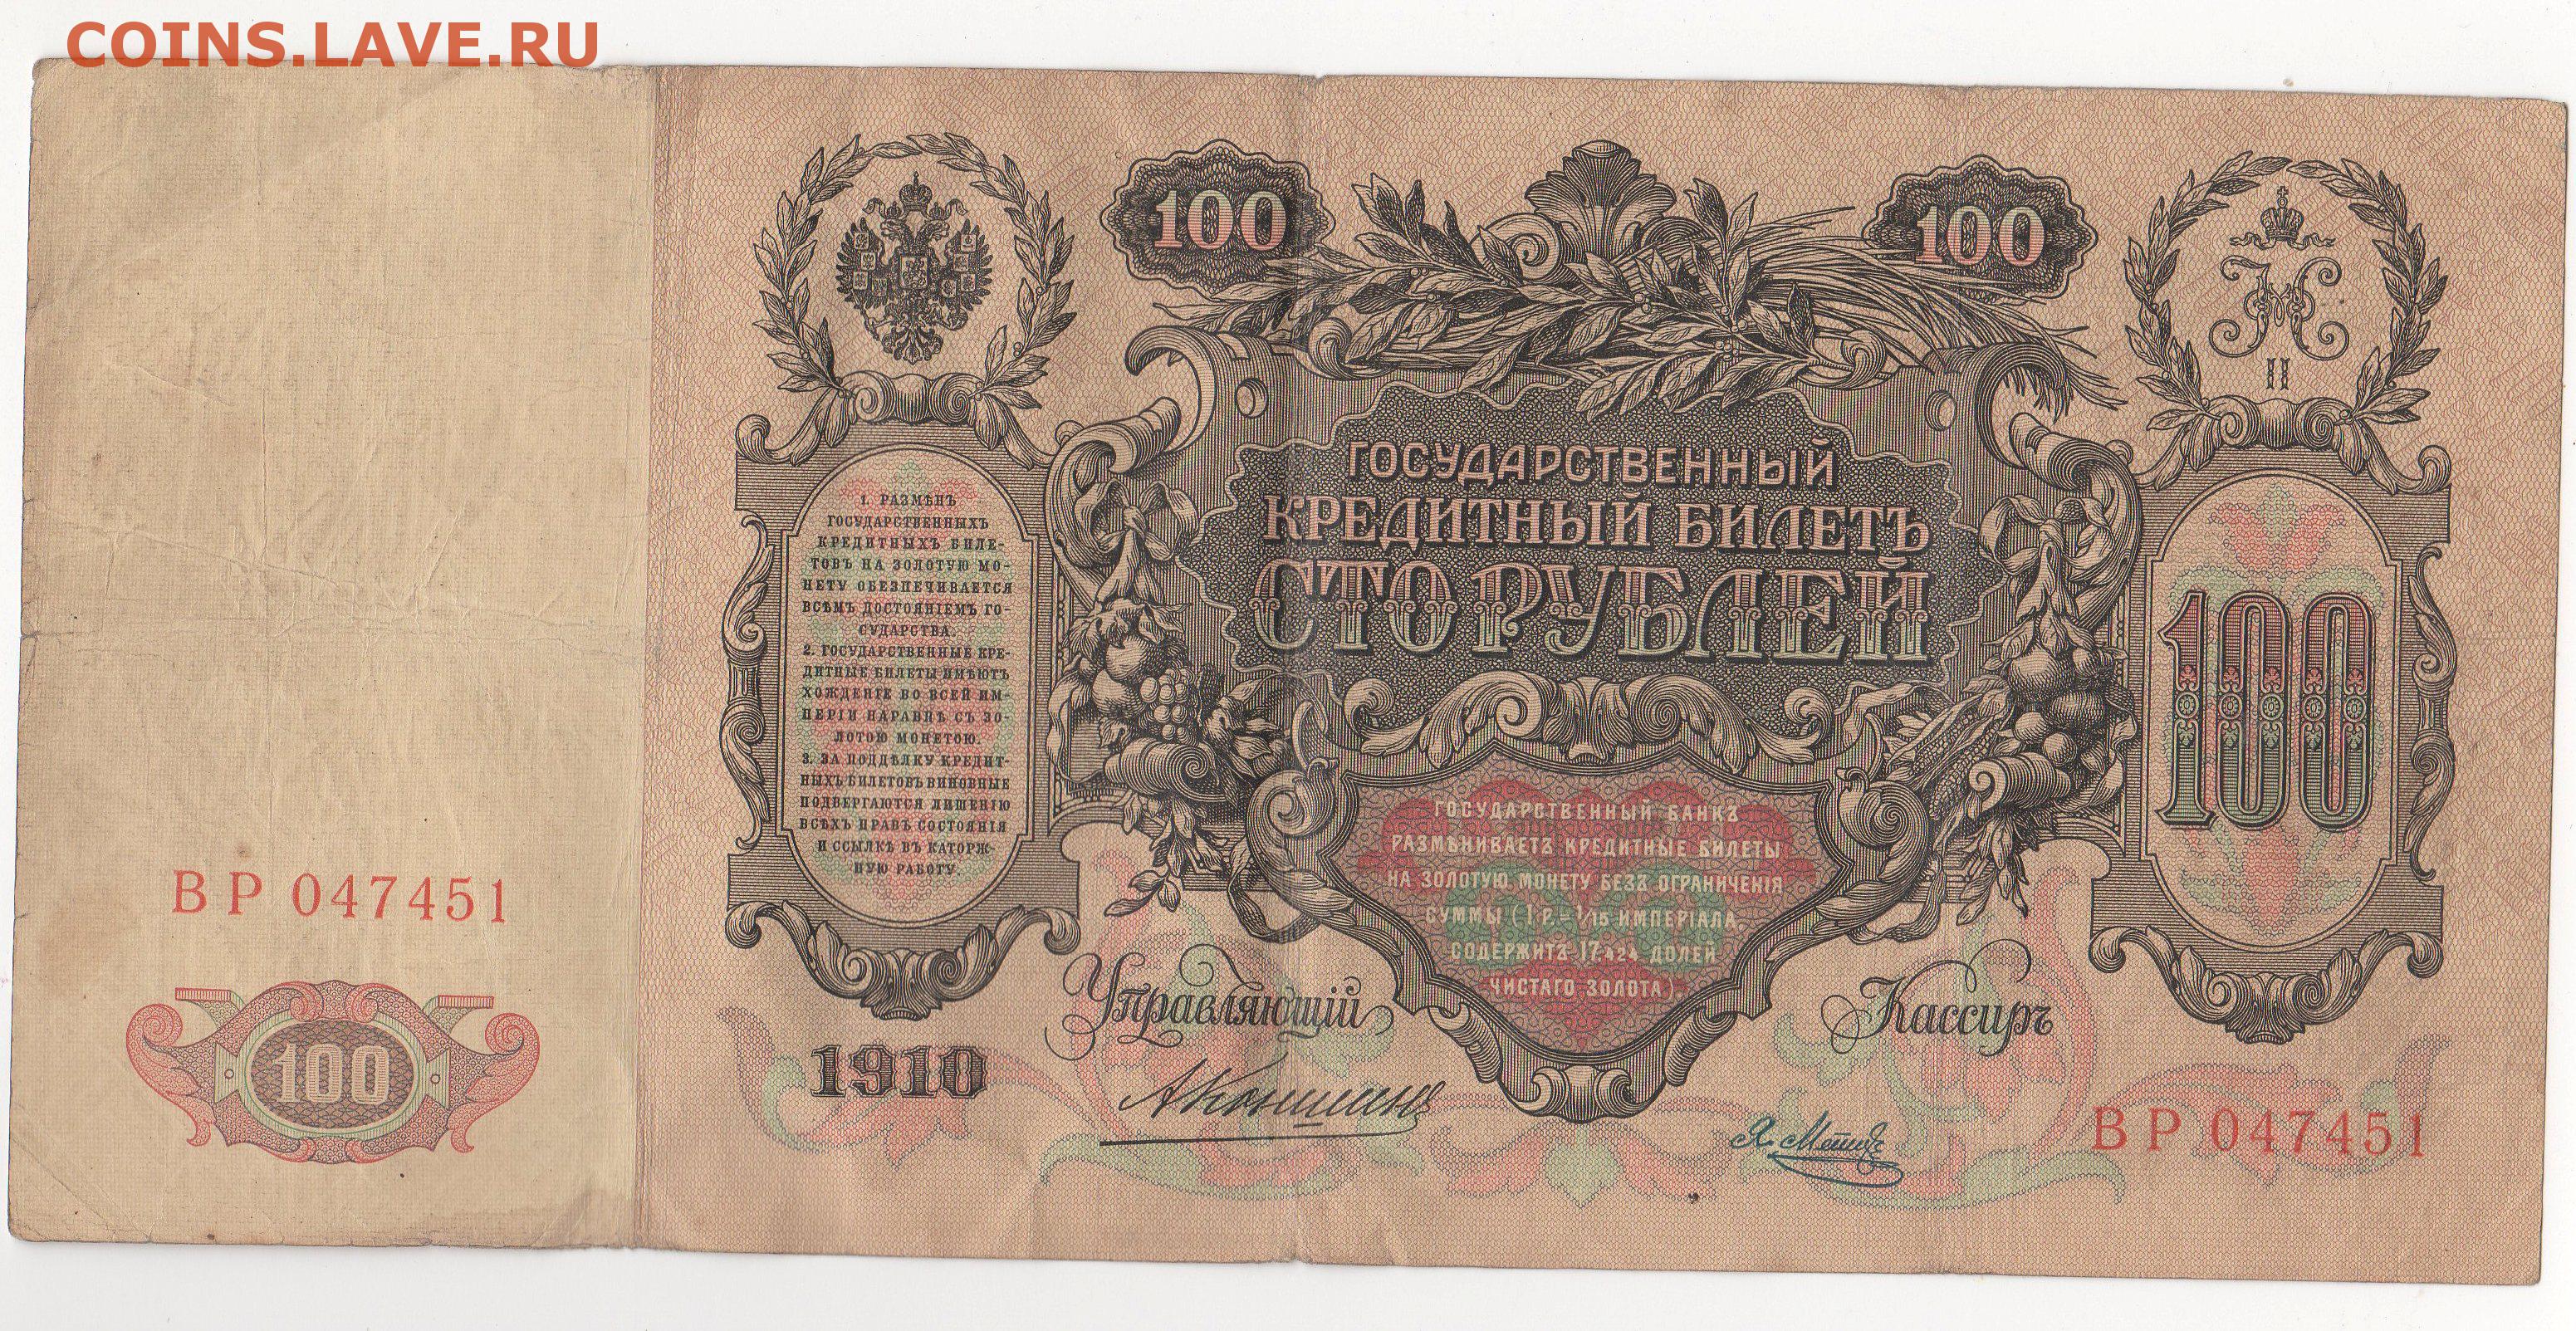 COINS.LAVE.RU
100
100
II
ГОСУДАРСТВЕННЫЙ
КРЕДИТНЫЙ БИЛЕТЪ
СТО РУБЛЕЙ
1. РАЗМѢНЪ
ГОСУДАРСТВЕННЫХЪ
КРЕДИТНЫХЪ БИЛЕ-
ТОВЪ НА ЗОЛОТУЮ МО-
НЕТУ ОБЕЗПЕЧИВАЕТСЯ
ВСѢМЪ ДОСТОЯНІЕМЪ ГО-
СУДАРСТВА.
2. ГОСУДАРСТВЕННЫЕ КРЕ-
ДИТНЫЕ БИЛЕТЫ ИМѢЮТЪ
ХОЖДЕНІЕ ВО ВСЕЙ ИМ-
ПЕРІИ НАРАВНѢ СЪ ЗО-
ЛОТОЮ МОНЕТОЮ.
3. ЗА ПОДДѢЛКУ КРЕДИТ-
НЫХЪ БИЛЕТОВЪ ВИНОВНЫЕ
ПОДВЕРГАЮТСЯ ЛИШЕНІЮ
ВСѢХЪ ПРАВЪ СОСТОЯНІЯ
И ССЫЛКѢ ВЪ КАТОРЖ-
НУЮ РАБОТУ.
100
ГОСУДАРСТВЕННЫЙ БАНКЪ
РАЗМѢНИВАЕТЪ КРЕДИТНЫЕ БИЛЕТЫ
НА ЗОЛОТУЮ МОНЕТУ БЕЗЪ ОГРАНИЧЕНІЯ
СУММЫ (1 Р.=1/15 ИМПЕРІАЛА,
СОДЕРЖИТЪ 17,424 ДОЛЕЙ
ЧИСТАГО ЗОЛОТА).
ВР 047451
100
Управляющій
Кассиръ
1910
АКоншинъ
Я. Метцъ
ВР 047451